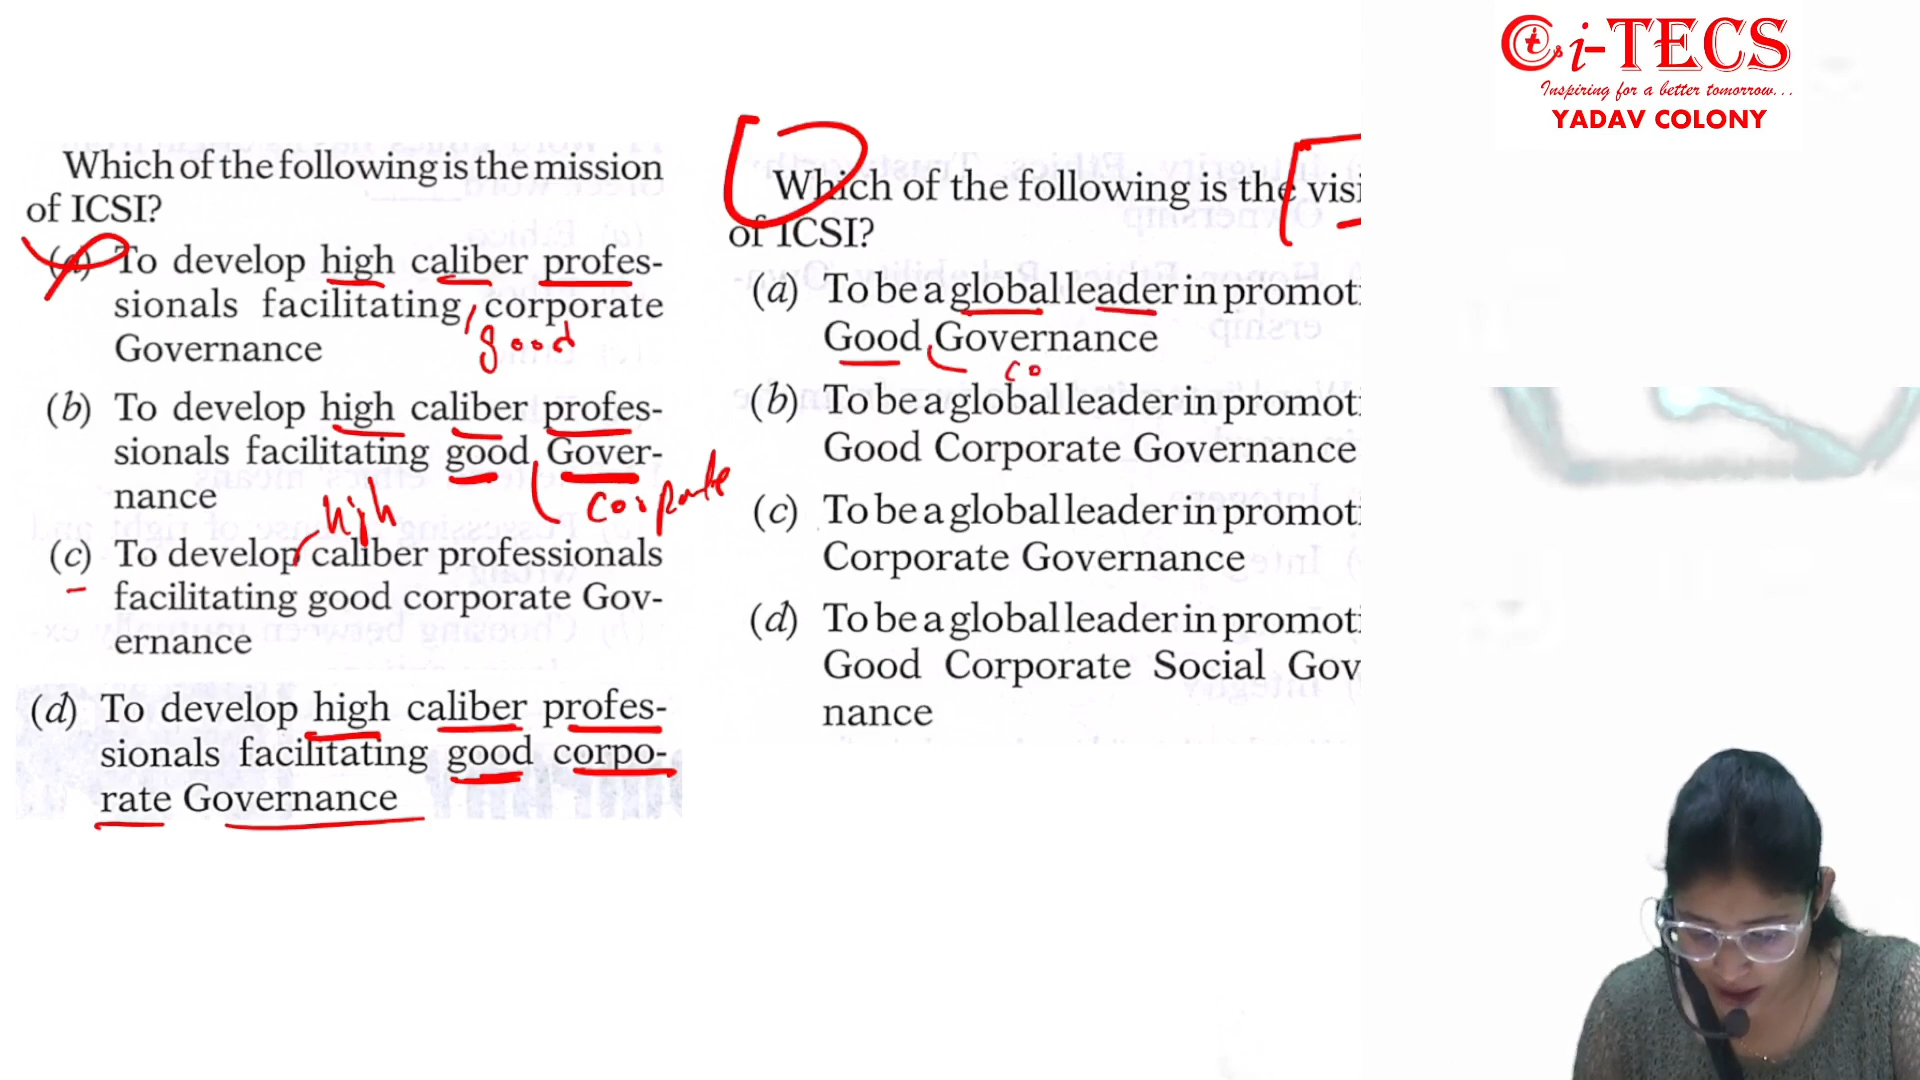 i-TECS
Inspiring for a better tomorrow...
YADAV COLONY
Which of the following is the mission
of ICSI?
(a) To develop high caliber profes-
sionals facilitating corporate
good
Governance
(b) To develop high caliber profes-
sionals facilitating good Gover-
nance
high
corporate
(c) To develop caliber professionals
facilitating good corporate Gov-
ernance
(d) To develop high caliber profes-
sionals facilitating good corpo-
rate Governance
Which of the following is the visi
of ICSI?
(a) To be a global leader in promoti
Good Governance
co
(b) To be a global leader in promoti
Good Corporate Governance
(c) To be a global leader in promoti
Corporate Governance
(d) To be a global leader in promoti
Good Corporate Social Gov
nance